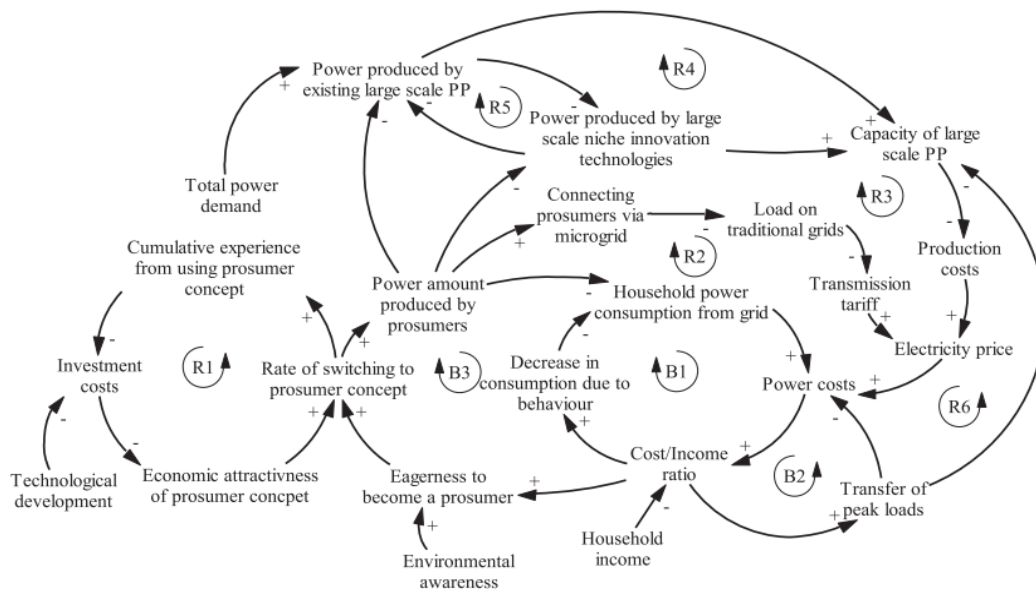 R4
Power produced by
existing large scale PP
R5
Power produced by large
scale niche innovation
technologies
Capacity of large
scale PP
Total power
demand
Connecting
prosumers via
microgrid
Load on
traditional grids
R3
Cumulative experience
from using prosumer
concept
R2
Production
costs
Power amount
produced by
prosumers
Household power
consumption from grid
Transmission
tariff
Electricity price
Investment
costs
R1
Rate of switching to
prosumer concept
B3
Decrease in
consumption due to
behaviour
B1
Power costs
R6
Technological
development
Economic attractivness
of prosumer concpet
Eagerness to
become a prosumer
Cost/Income
ratio
B2
Transfer of
peak loads
Household
income
Environmental
awareness